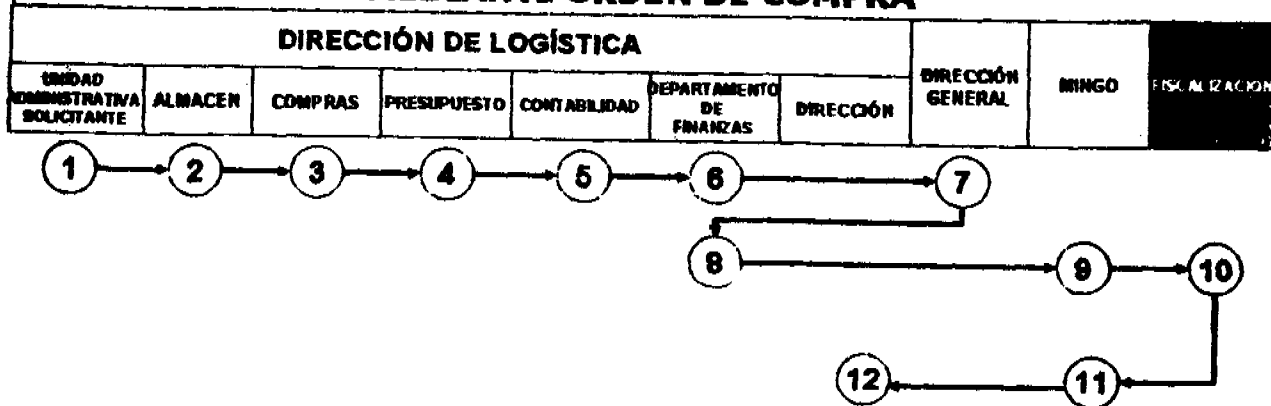 ORDEN DE COMPRA
DIRECCIÓN DE LOGÍSTICA
UNIDAD
ADMINISTRATIVA
SOLICITANTE
ALMACEN
COMPRAS
PRESUPUESTO
CONTABILIDAD
DEPARTAMENTO
DE
FINANZAS
DIRECCIÓN
DIRECCIÓN
GENERAL
MINGO
FISCALIZACION
1
2
3
4
5
6
7
8
9
10
12
11